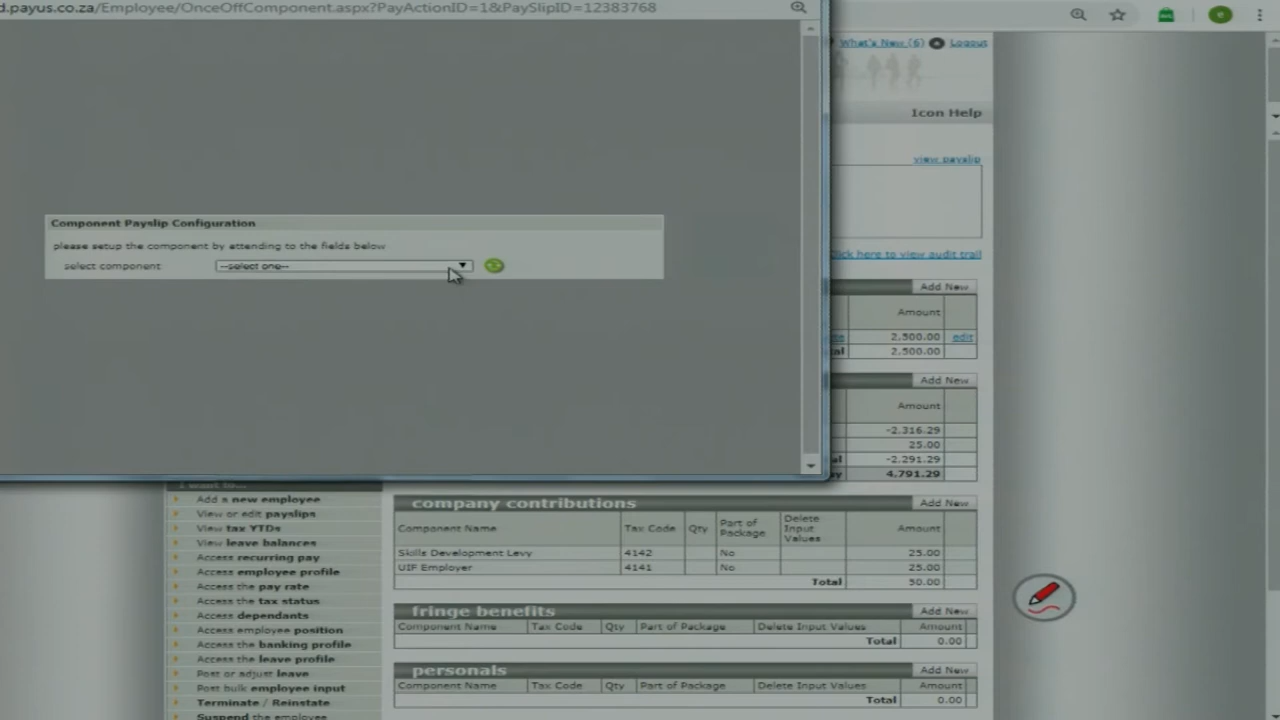 d.payus.co.za/Employee/OnceOffComponent.aspx?PayActionID=1&PaySlipID=12383768
What's New (6) Logout
Icon Help
view payslip
Component Payslip Configuration
please setup the component by attending to the fields below
select component --select one--
Click here to view audit trail
Add New
Amount
2,500.00 edit
2,500.00
Add New
Amount
-2,316.29
25.00
-2,291.29
4,791.29
I want to...
Add a new employee
View or edit payslips
View tax YTDs
View leave balances
Access recurring pay
Access employee profile
Access the pay rate
Access the tax status
Access dependants
Access employee position
Access the banking profile
Access the leave profile
Post or adjust leave
Post bulk employee input
Terminate / Reinstate
Suspend the employee
company contributions Add New
Component Name Tax Code Qty Part of Package Delete Input Values Amount
Skills Development Levy 4142 No 25.00
UIF Employer 4141 No 25.00
Total 50.00
fringe benefits Add New
Component Name Tax Code Qty Part of Package Delete Input Values Amount
Total 0.00
personals Add New
Component Name Tax Code Qty Part of Package Delete Input Values Amount
Total 0.00